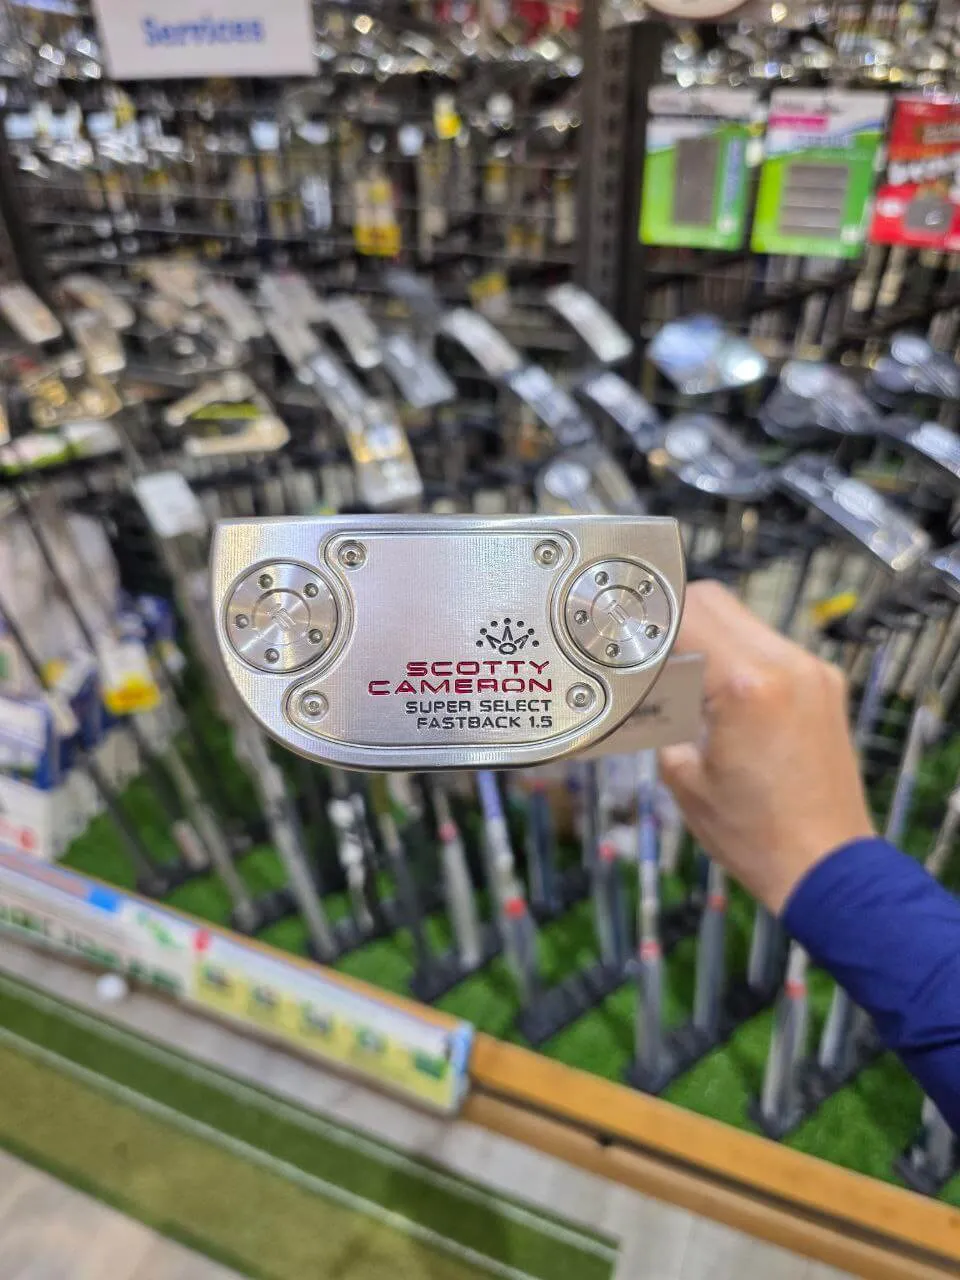 Services
SCOTTY
CAMERON
SUPER SELECT
FASTBACK 1.5